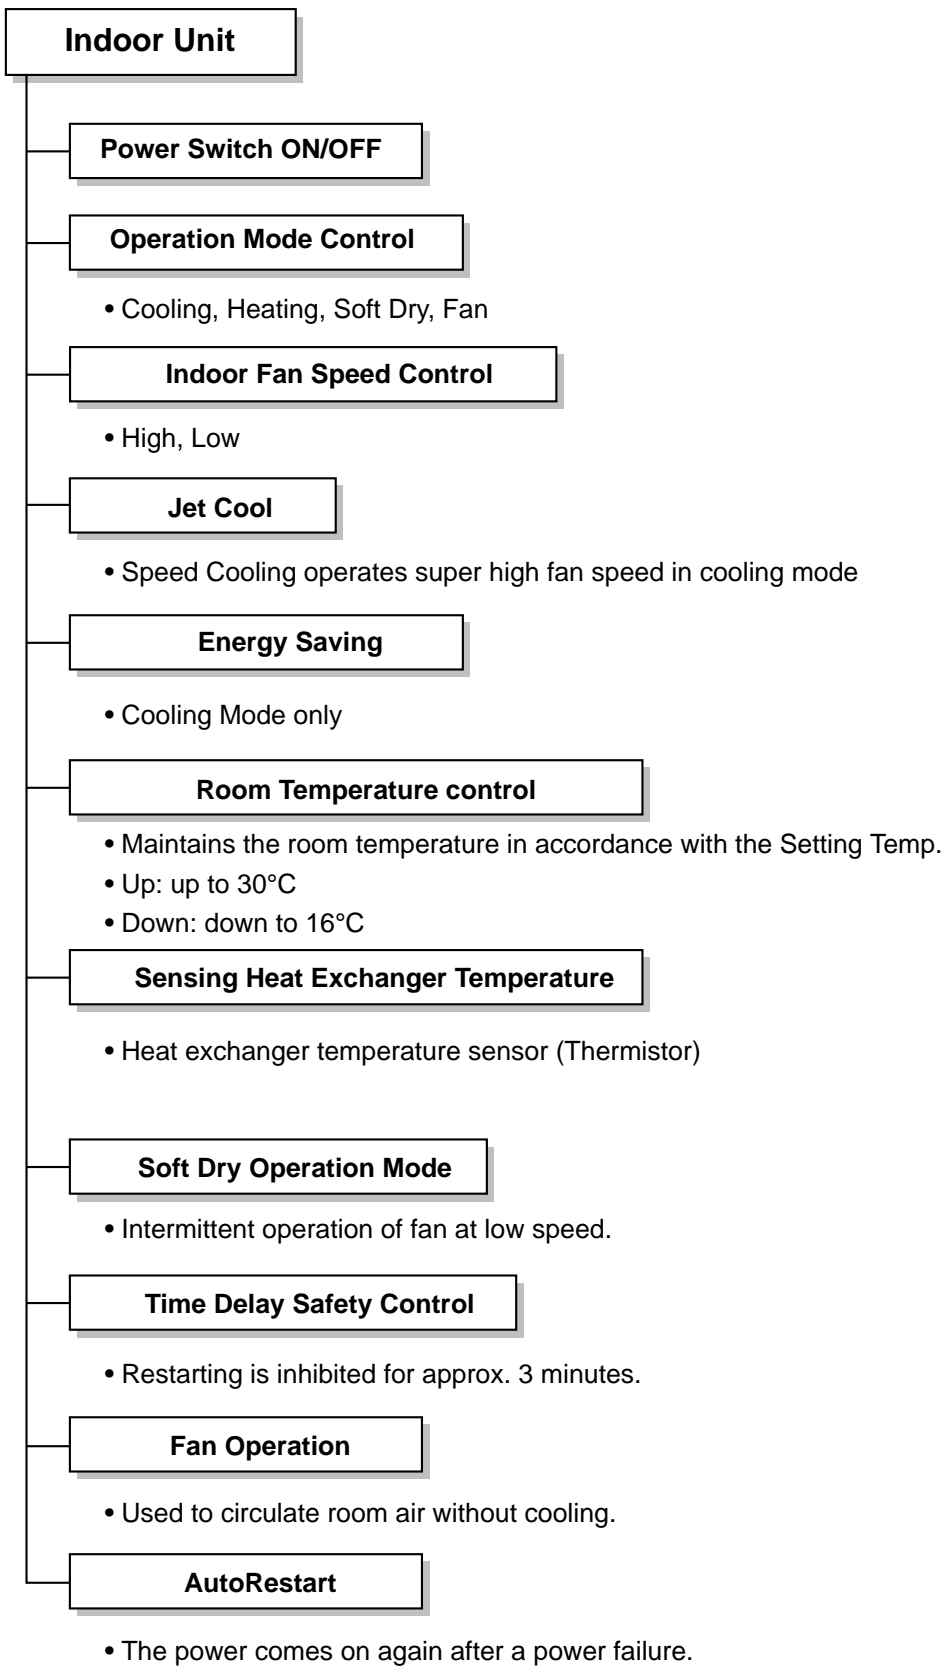 Indoor Unit
Power Switch ON/OFF
Operation Mode Control
• Cooling, Heating, Soft Dry, Fan
Indoor Fan Speed Control
• High, Low
Jet Cool
• Speed Cooling operates super high fan speed in cooling mode
Energy Saving
• Cooling Mode only
Room Temperature control
• Maintains the room temperature in accordance with the Setting Temp.
• Up: up to 30°C
• Down: down to 16°C
Sensing Heat Exchanger Temperature
• Heat exchanger temperature sensor (Thermistor)
Soft Dry Operation Mode
• Intermittent operation of fan at low speed.
Time Delay Safety Control
• Restarting is inhibited for approx. 3 minutes.
Fan Operation
• Used to circulate room air without cooling.
AutoRestart
• The power comes on again after a power failure.